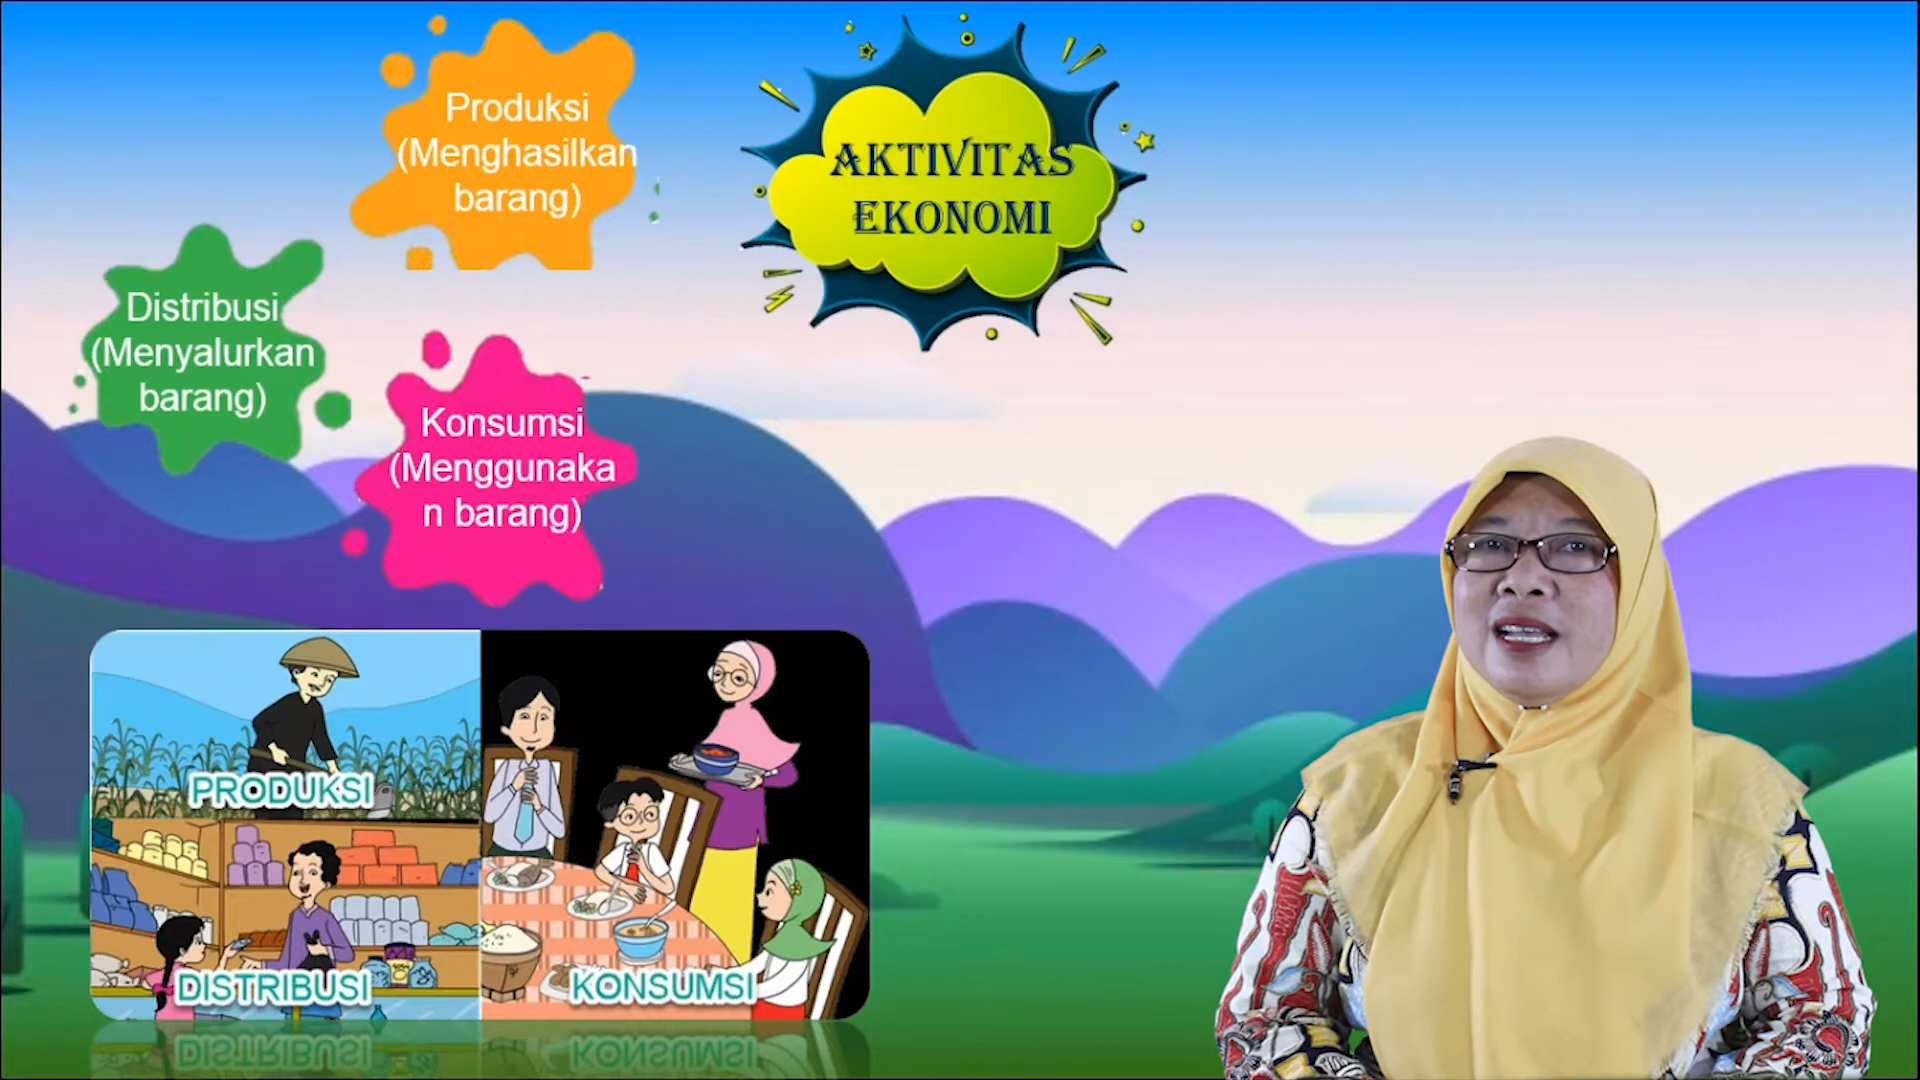 Produksi
(Menghasilkan
barang)
AKTIVITAS
EKONOMI
Distribusi
(Menyalurkan
barang)
Konsumsi
(Menggunaka
n barang)
PRODUKSI
DISTRIBUSI
KONSUMSI